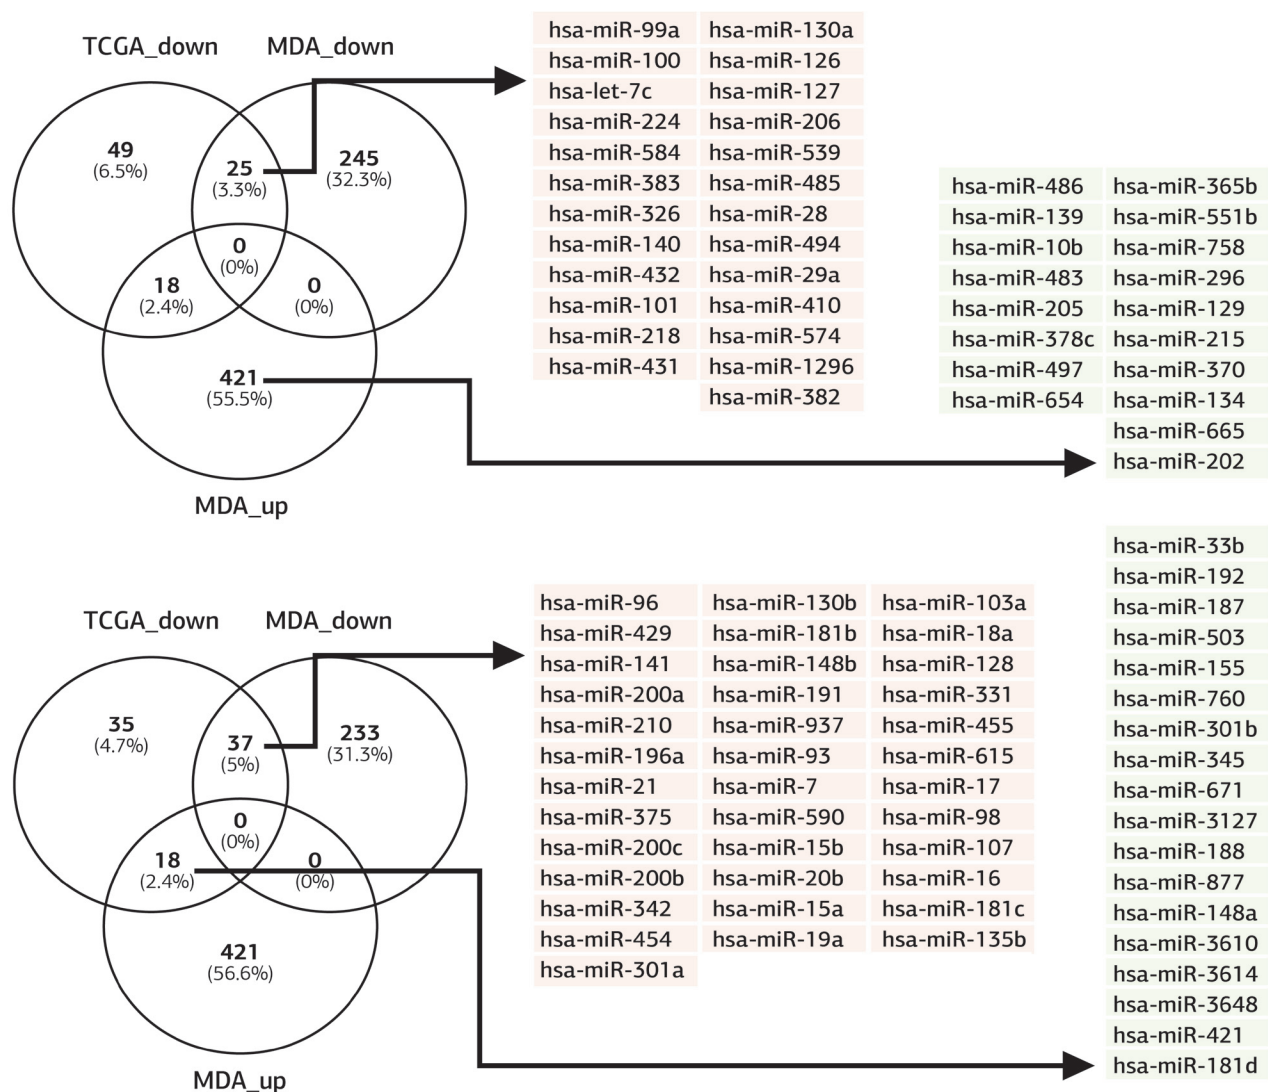 TCGA_down MDA_down
49
(6.5%)
25
(3.3%)
245
(32.3%)
0
(0%)
18
(2.4%)
0
(0%)
421
(55.5%)
MDA_up
hsa-miR-99a hsa-miR-130a
hsa-miR-100 hsa-miR-126
hsa-let-7c hsa-miR-127
hsa-miR-224 hsa-miR-206
hsa-miR-584 hsa-miR-539
hsa-miR-383 hsa-miR-485
hsa-miR-326 hsa-miR-28
hsa-miR-140 hsa-miR-494
hsa-miR-432 hsa-miR-29a
hsa-miR-101 hsa-miR-410
hsa-miR-218 hsa-miR-574
hsa-miR-431 hsa-miR-1296
hsa-miR-382
hsa-miR-486 hsa-miR-365b
hsa-miR-139 hsa-miR-551b
hsa-miR-10b hsa-miR-758
hsa-miR-483 hsa-miR-296
hsa-miR-205 hsa-miR-129
hsa-miR-378c hsa-miR-215
hsa-miR-497 hsa-miR-370
hsa-miR-654 hsa-miR-134
hsa-miR-665
hsa-miR-202
TCGA_down MDA_down
35
(4.7%)
37
(5%)
233
(31.3%)
0
(0%)
18
(2.4%)
0
(0%)
421
(56.6%)
MDA_up
hsa-miR-96 hsa-miR-130b hsa-miR-103a
hsa-miR-429 hsa-miR-181b hsa-miR-18a
hsa-miR-141 hsa-miR-148b hsa-miR-128
hsa-miR-200a hsa-miR-191 hsa-miR-331
hsa-miR-210 hsa-miR-937 hsa-miR-455
hsa-miR-196a hsa-miR-93 hsa-miR-615
hsa-miR-21 hsa-miR-7 hsa-miR-17
hsa-miR-375 hsa-miR-590 hsa-miR-98
hsa-miR-200c hsa-miR-15b hsa-miR-107
hsa-miR-200b hsa-miR-20b hsa-miR-16
hsa-miR-342 hsa-miR-15a hsa-miR-181c
hsa-miR-454 hsa-miR-19a hsa-miR-135b
hsa-miR-301a
hsa-miR-33b
hsa-miR-192
hsa-miR-187
hsa-miR-503
hsa-miR-155
hsa-miR-760
hsa-miR-301b
hsa-miR-345
hsa-miR-671
hsa-miR-3127
hsa-miR-188
hsa-miR-877
hsa-miR-148a
hsa-miR-3610
hsa-miR-3614
hsa-miR-3648
hsa-miR-421
hsa-miR-181d